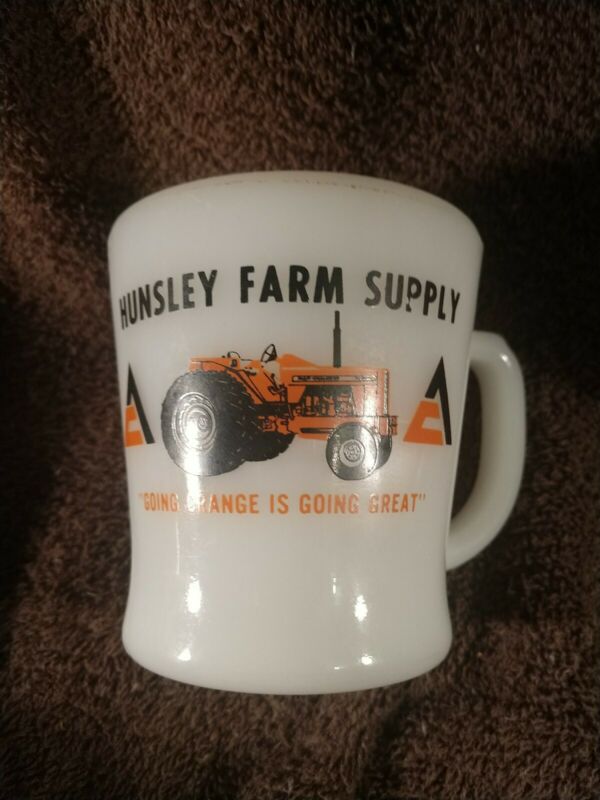 HUNSLEY FARM SUPPLY
"GOING ORANGE IS GOING GREAT"